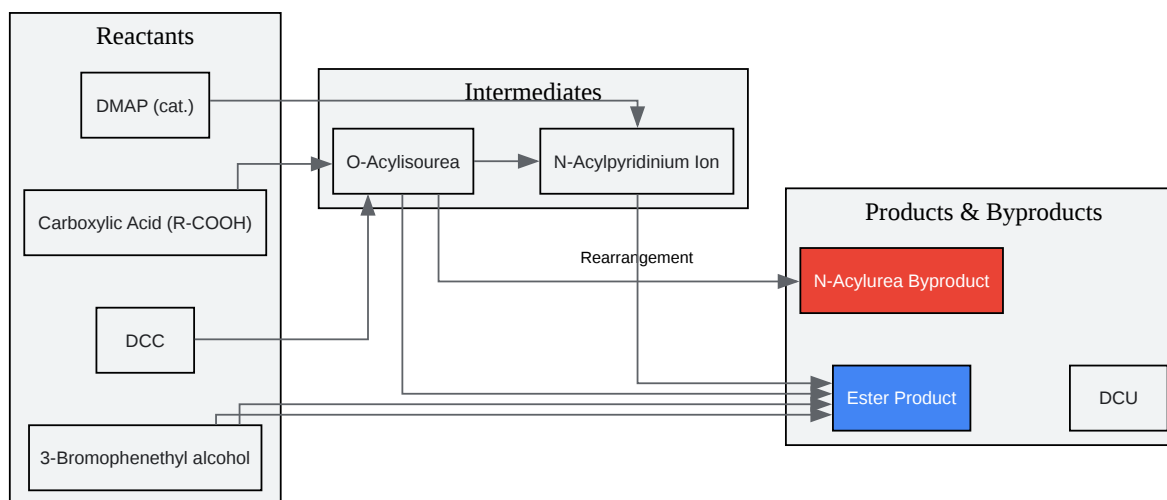 Reactants
DMAP (cat.)
Carboxylic Acid (R-COOH)
DCC
3-Bromophenethyl alcohol
Intermediates
O-Acylisourea
N-Acylpyridinium Ion
Rearrangement
Products & Byproducts
N-Acylurea Byproduct
Ester Product
DCU